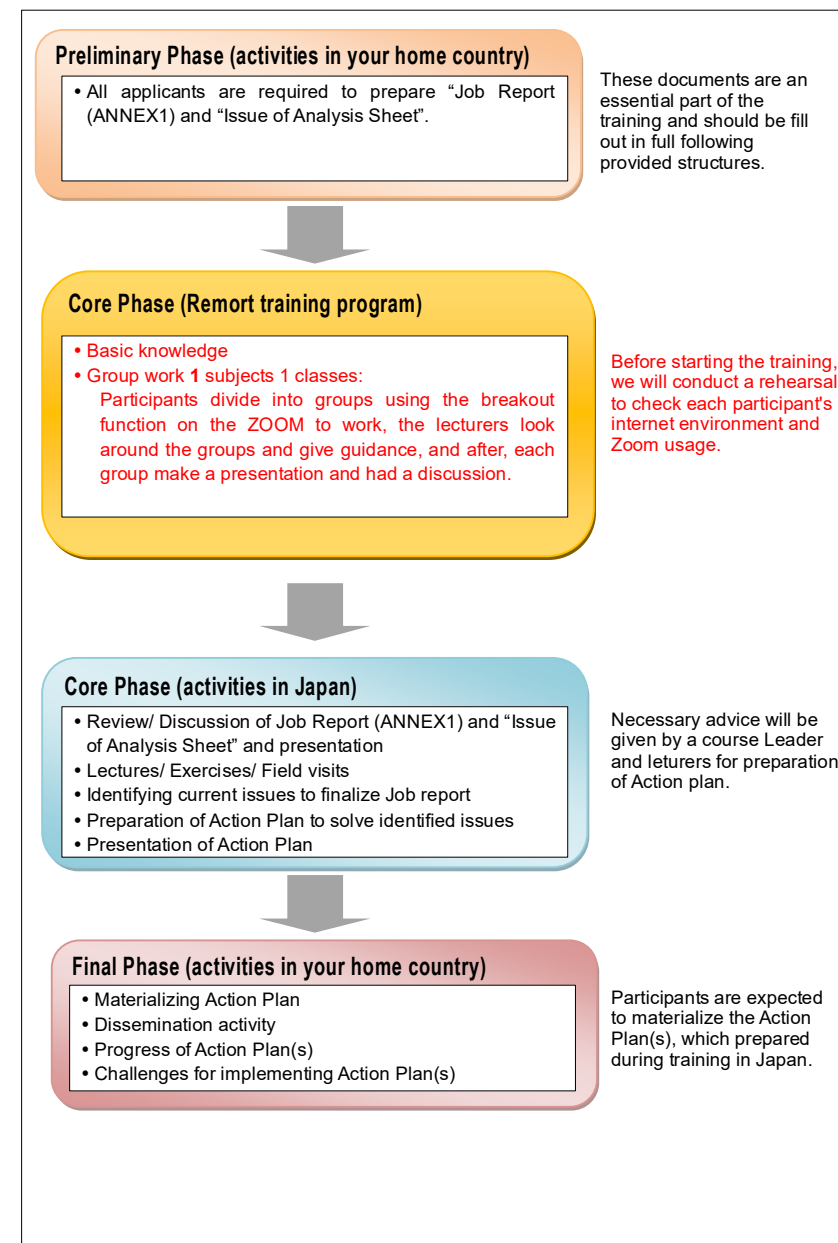 Preliminary Phase (activities in your home country)
• All applicants are required to prepare “Job Report
(ANNEX1) and “Issue of Analysis Sheet”.
These documents are an
essential part of the
training and should be fill
out in full following
provided structures.
Core Phase (Remort training program)
• Basic knowledge
• Group work 1 subjects 1 classes:
Participants divide into groups using the breakout
function on the ZOOM to work, the lecturers look
around the groups and give guidance, and after, each
group make a presentation and had a discussion.
Before starting the training,
we will conduct a rehearsal
to check each participant's
internet environment and
Zoom usage.
Core Phase (activities in Japan)
• Review/ Discussion of Job Report (ANNEX1) and “Issue
of Analysis Sheet” and presentation
• Lectures/ Exercises/ Field visits
• Identifying current issues to finalize Job report
• Preparation of Action Plan to solve identified issues
• Presentation of Action Plan
Necessary advice will be
given by a course Leader
and leturers for preparation
of Action plan.
Final Phase (activities in your home country)
• Materializing Action Plan
• Dissemination activity
• Progress of Action Plan(s)
• Challenges for implementing Action Plan(s)
Participants are expected
to materialize the Action
Plan(s), which prepared
during training in Japan.